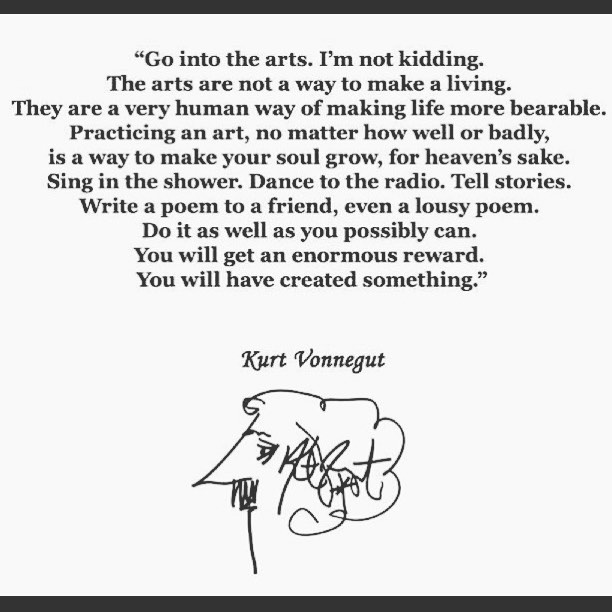 “Go into the arts. I’m not kidding.
The arts are not a way to make a living.
They are a very human way of making life more bearable.
Practicing an art, no matter how well or badly,
is a way to make your soul grow, for heaven’s sake.
Sing in the shower. Dance to the radio. Tell stories.
Write a poem to a friend, even a lousy poem.
Do it as well as you possibly can.
You will get an enormous reward.
You will have created something.”
Kurt Vonnegut